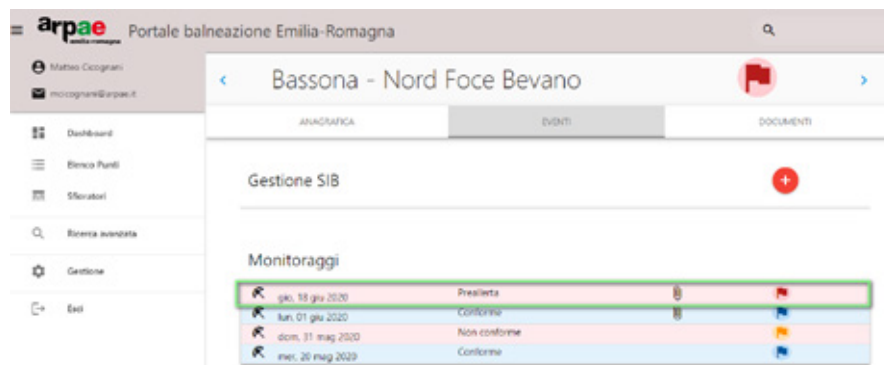 arpae Portale balneazione Emilia-Romagna
emilia-romagna
Matteo Cicognani
mcicognani@arpae.it
Bassona - Nord Foce Bevano
ANAGRAFICA EVENTI DOCUMENTI
Dashboard
Elenco Punti
Sfioratori
Ricerca avanzata
Gestione
Esci
Gestione SIB
Monitoraggi
gio, 18 giu 2020 Preallerta
lun, 01 giu 2020 Conforme
dom, 31 mag 2020 Non conforme
mer, 20 mag 2020 Conforme